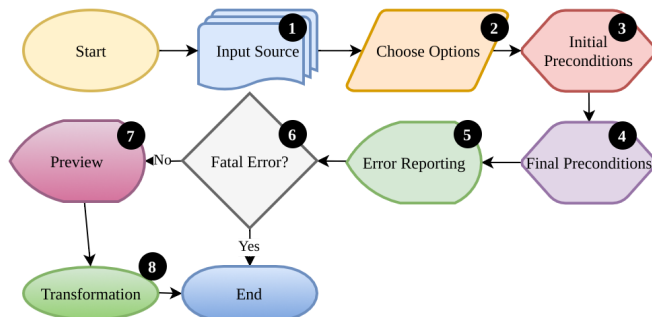 1
2
3
Start
Input Source
Choose Options
Initial
Preconditions
7
6
5
4
Preview
No
Fatal Error?
Error Reporting
Final Preconditions
Yes
8
Transformation
End